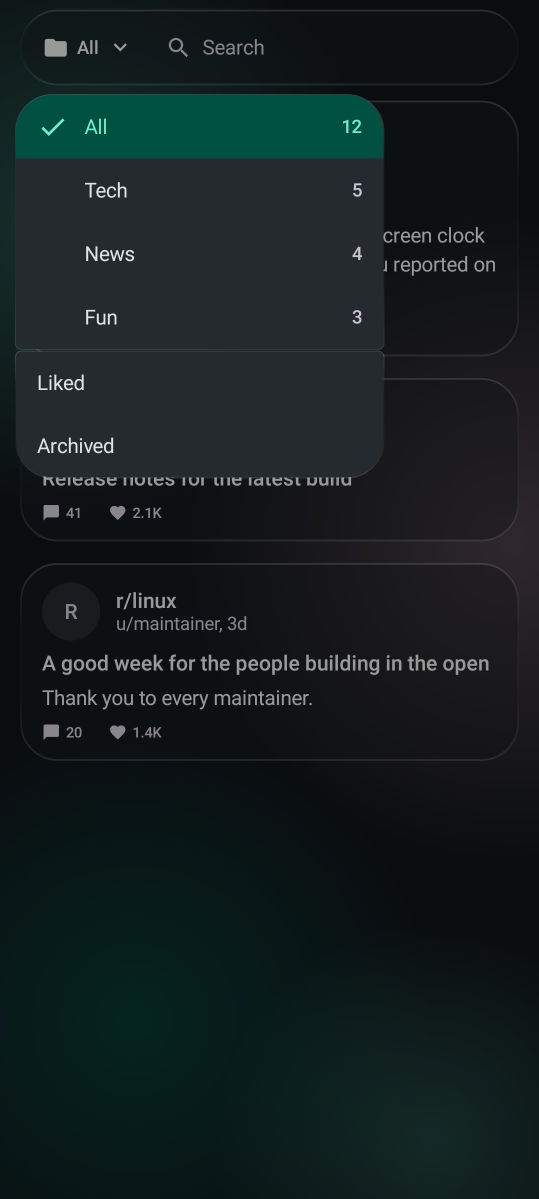 All
Search
All 12
Tech 5
News 4
Fun 3
clock
reported on
Liked
Archived
Release notes for the latest build
41 2.1K
R
r/linux
u/maintainer, 3d
A good week for the people building in the open
Thank you to every maintainer.
20 1.4K